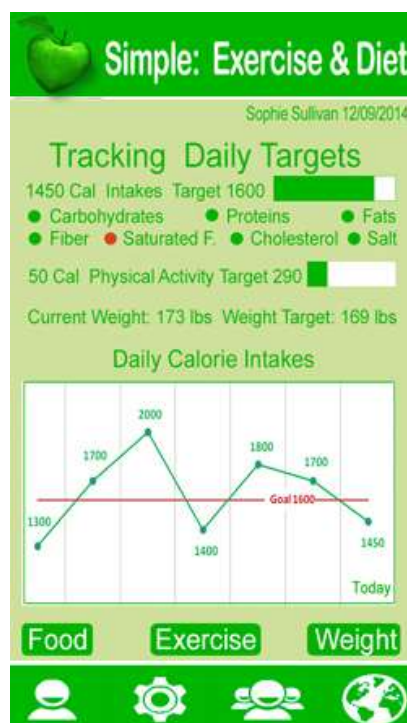 Simple: Exercise & Diet
Sophie Sullivan 12/09/2014
Tracking Daily Targets
1450 Cal Intakes Target 1600
Carbohydrates Proteins Fats
Fiber Saturated F. Cholesterol Salt
50 Cal Physical Activity Target 290
Current Weight: 173 lbs Weight Target: 169 lbs
Daily Calorie Intakes
2000
1700
1800
1700
Goal 1600
1300
1400
1450
Today
Food Exercise Weight